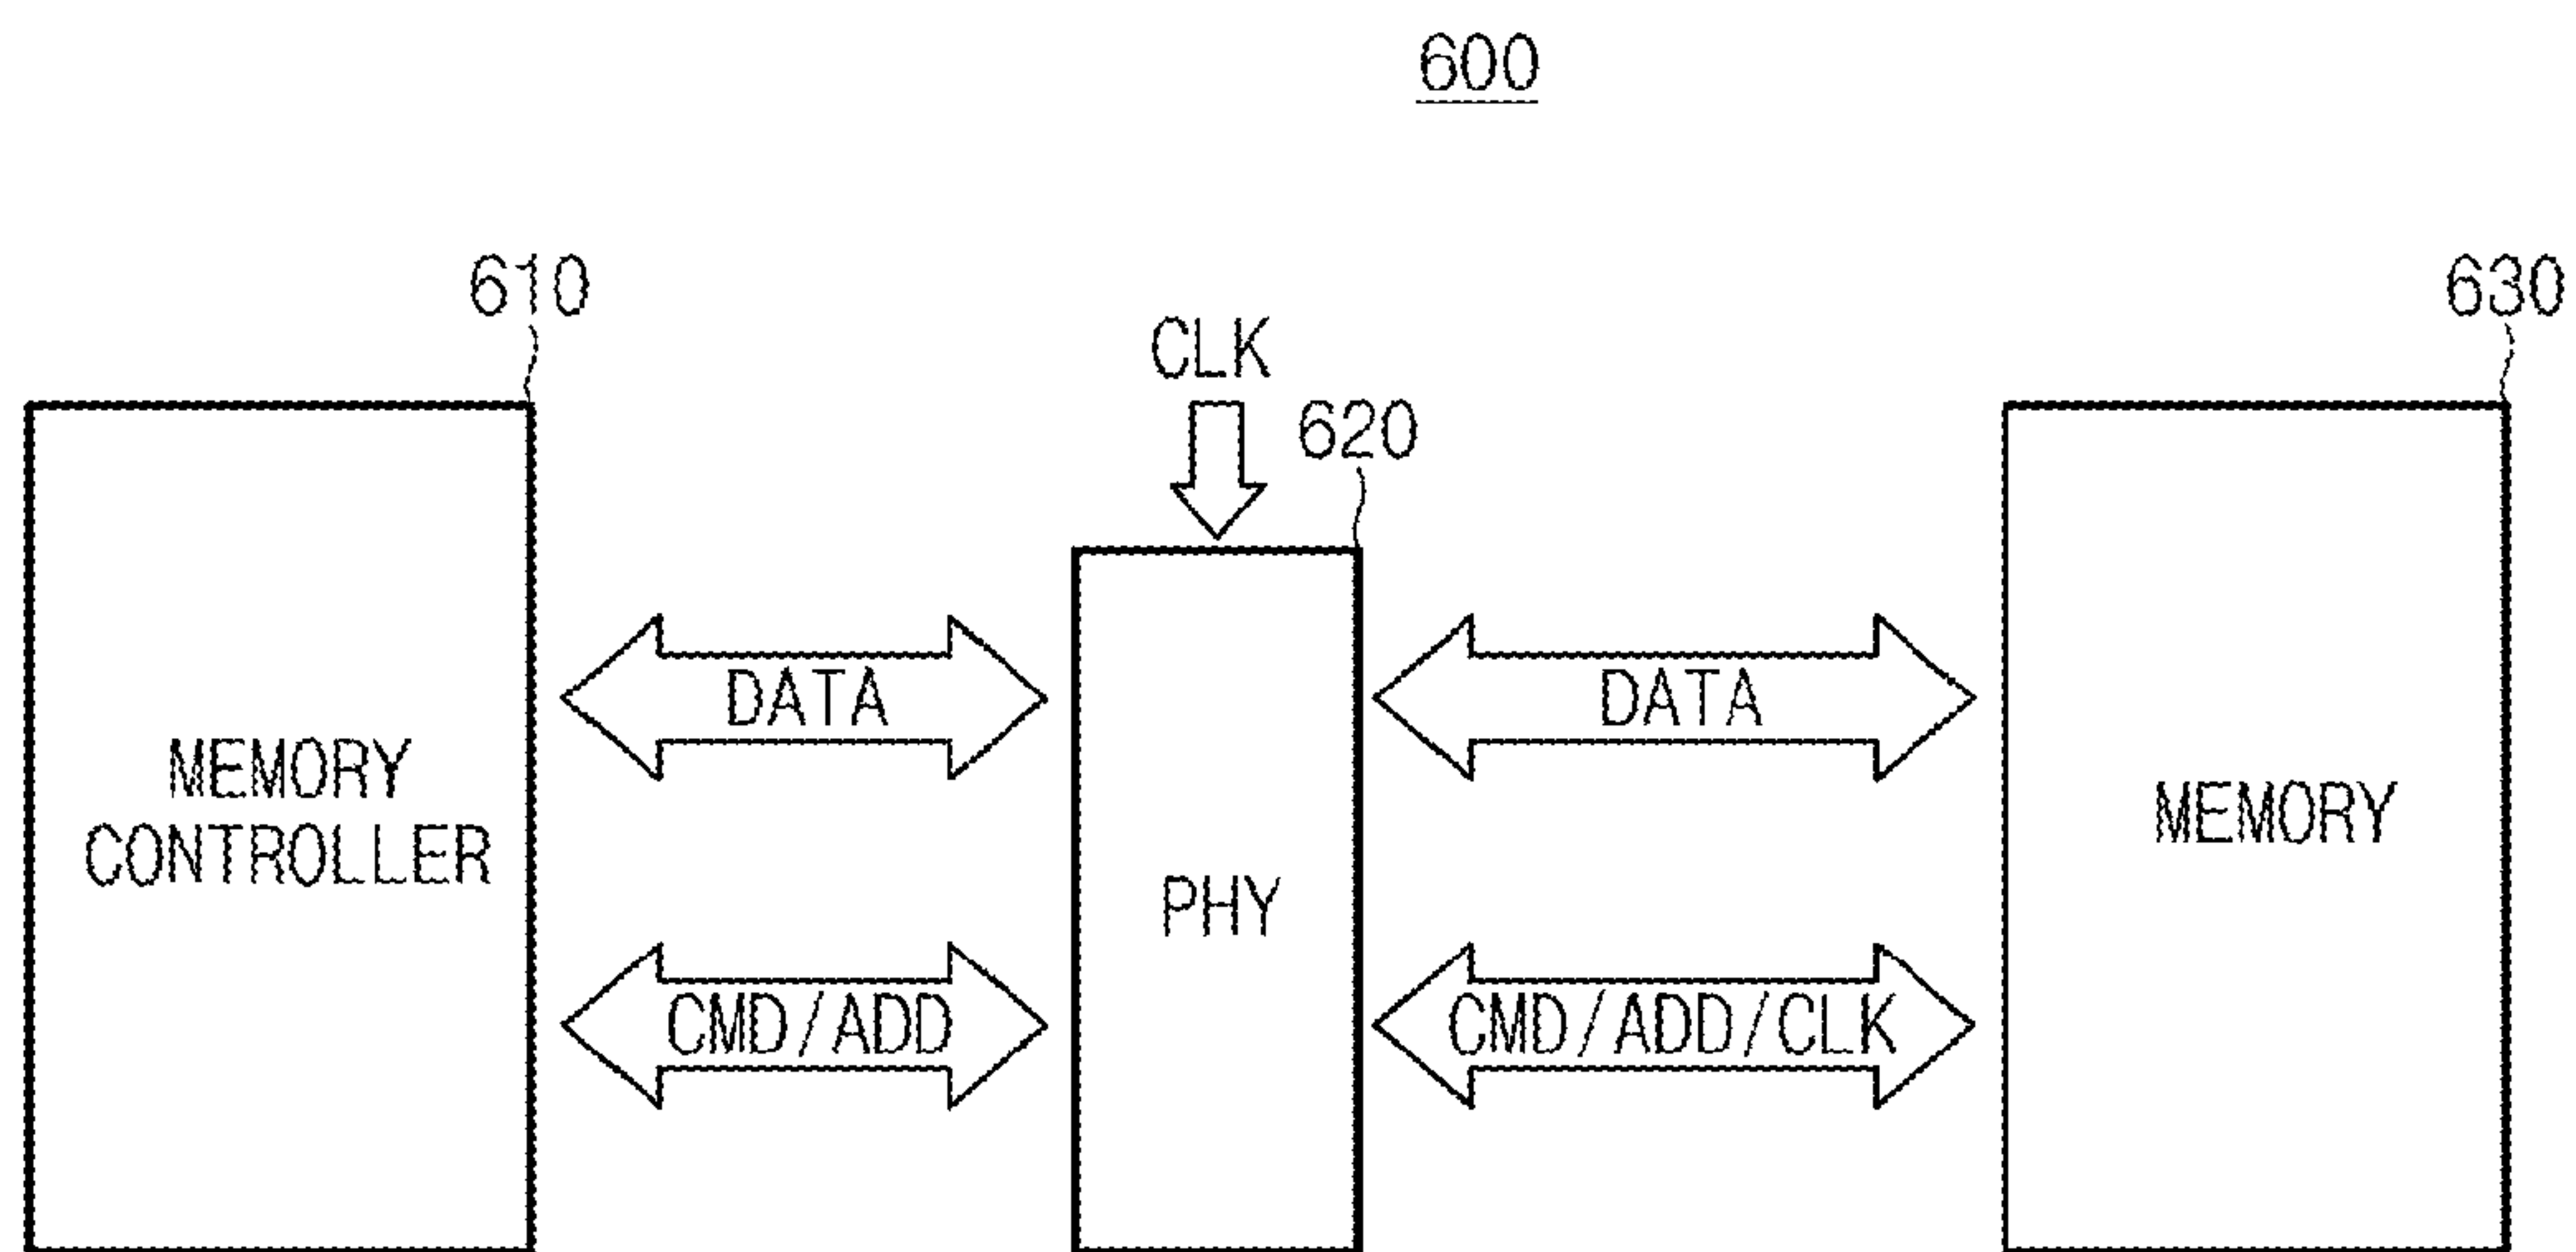 600
610
630
CLK
620
DATA
DATA
MEMORY
CONTROLLER
MEMORY
PHY
CMD/ADD
CMD/ADD/CLK